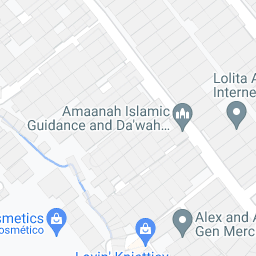 Lolita A
Interne
Amaanah Islamic
Guidance and Da'wah...
smetics
osmético
Alex and A
Gen Merc